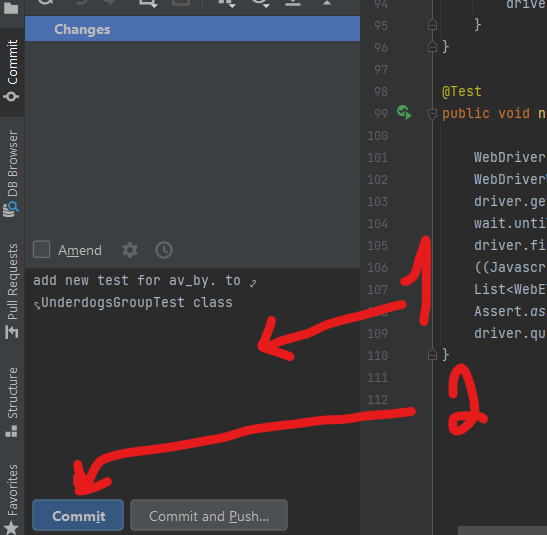 Changes
Commit
DB Browser
Pull Requests
Structure
Favorites
Amend
add new test for av_by. to
UnderdogsGroupTest class
Commit
Commit and Push...
94 drive
95 }
96 }
97
98 @Test
99 public void n
100
101 WebDriver
102 WebDriverW
103 driver.ge
104 wait.unti
105 driver.fi
106 ((Javascr
107 List<WebE
108 Assert.as
109 driver.qu
110 }
111
112
1
2